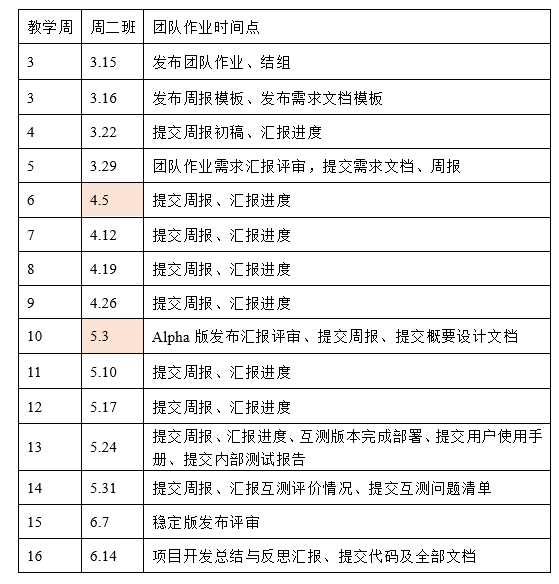 教学周 周二班 团队作业时间点
3 3.15 发布团队作业、结组
3 3.16 发布周报模板、发布需求文档模板
4 3.22 提交周报初稿、汇报进度
5 3.29 团队作业需求汇报评审，提交需求文档、周报
6 4.5 提交周报、汇报进度
7 4.12 提交周报、汇报进度
8 4.19 提交周报、汇报进度
9 4.26 提交周报、汇报进度
10 5.3 Alpha 版发布汇报评审、提交周报、提交概要设计文档
11 5.10 提交周报、汇报进度
12 5.17 提交周报、汇报进度
13 5.24 提交周报、汇报进度、互测版本完成部署、提交用户使用手
册、提交内部测试报告
14 5.31 提交周报、汇报互测评价情况、提交互测问题清单
15 6.7 稳定版发布评审
16 6.14 项目开发总结与反思汇报、提交代码及全部文档